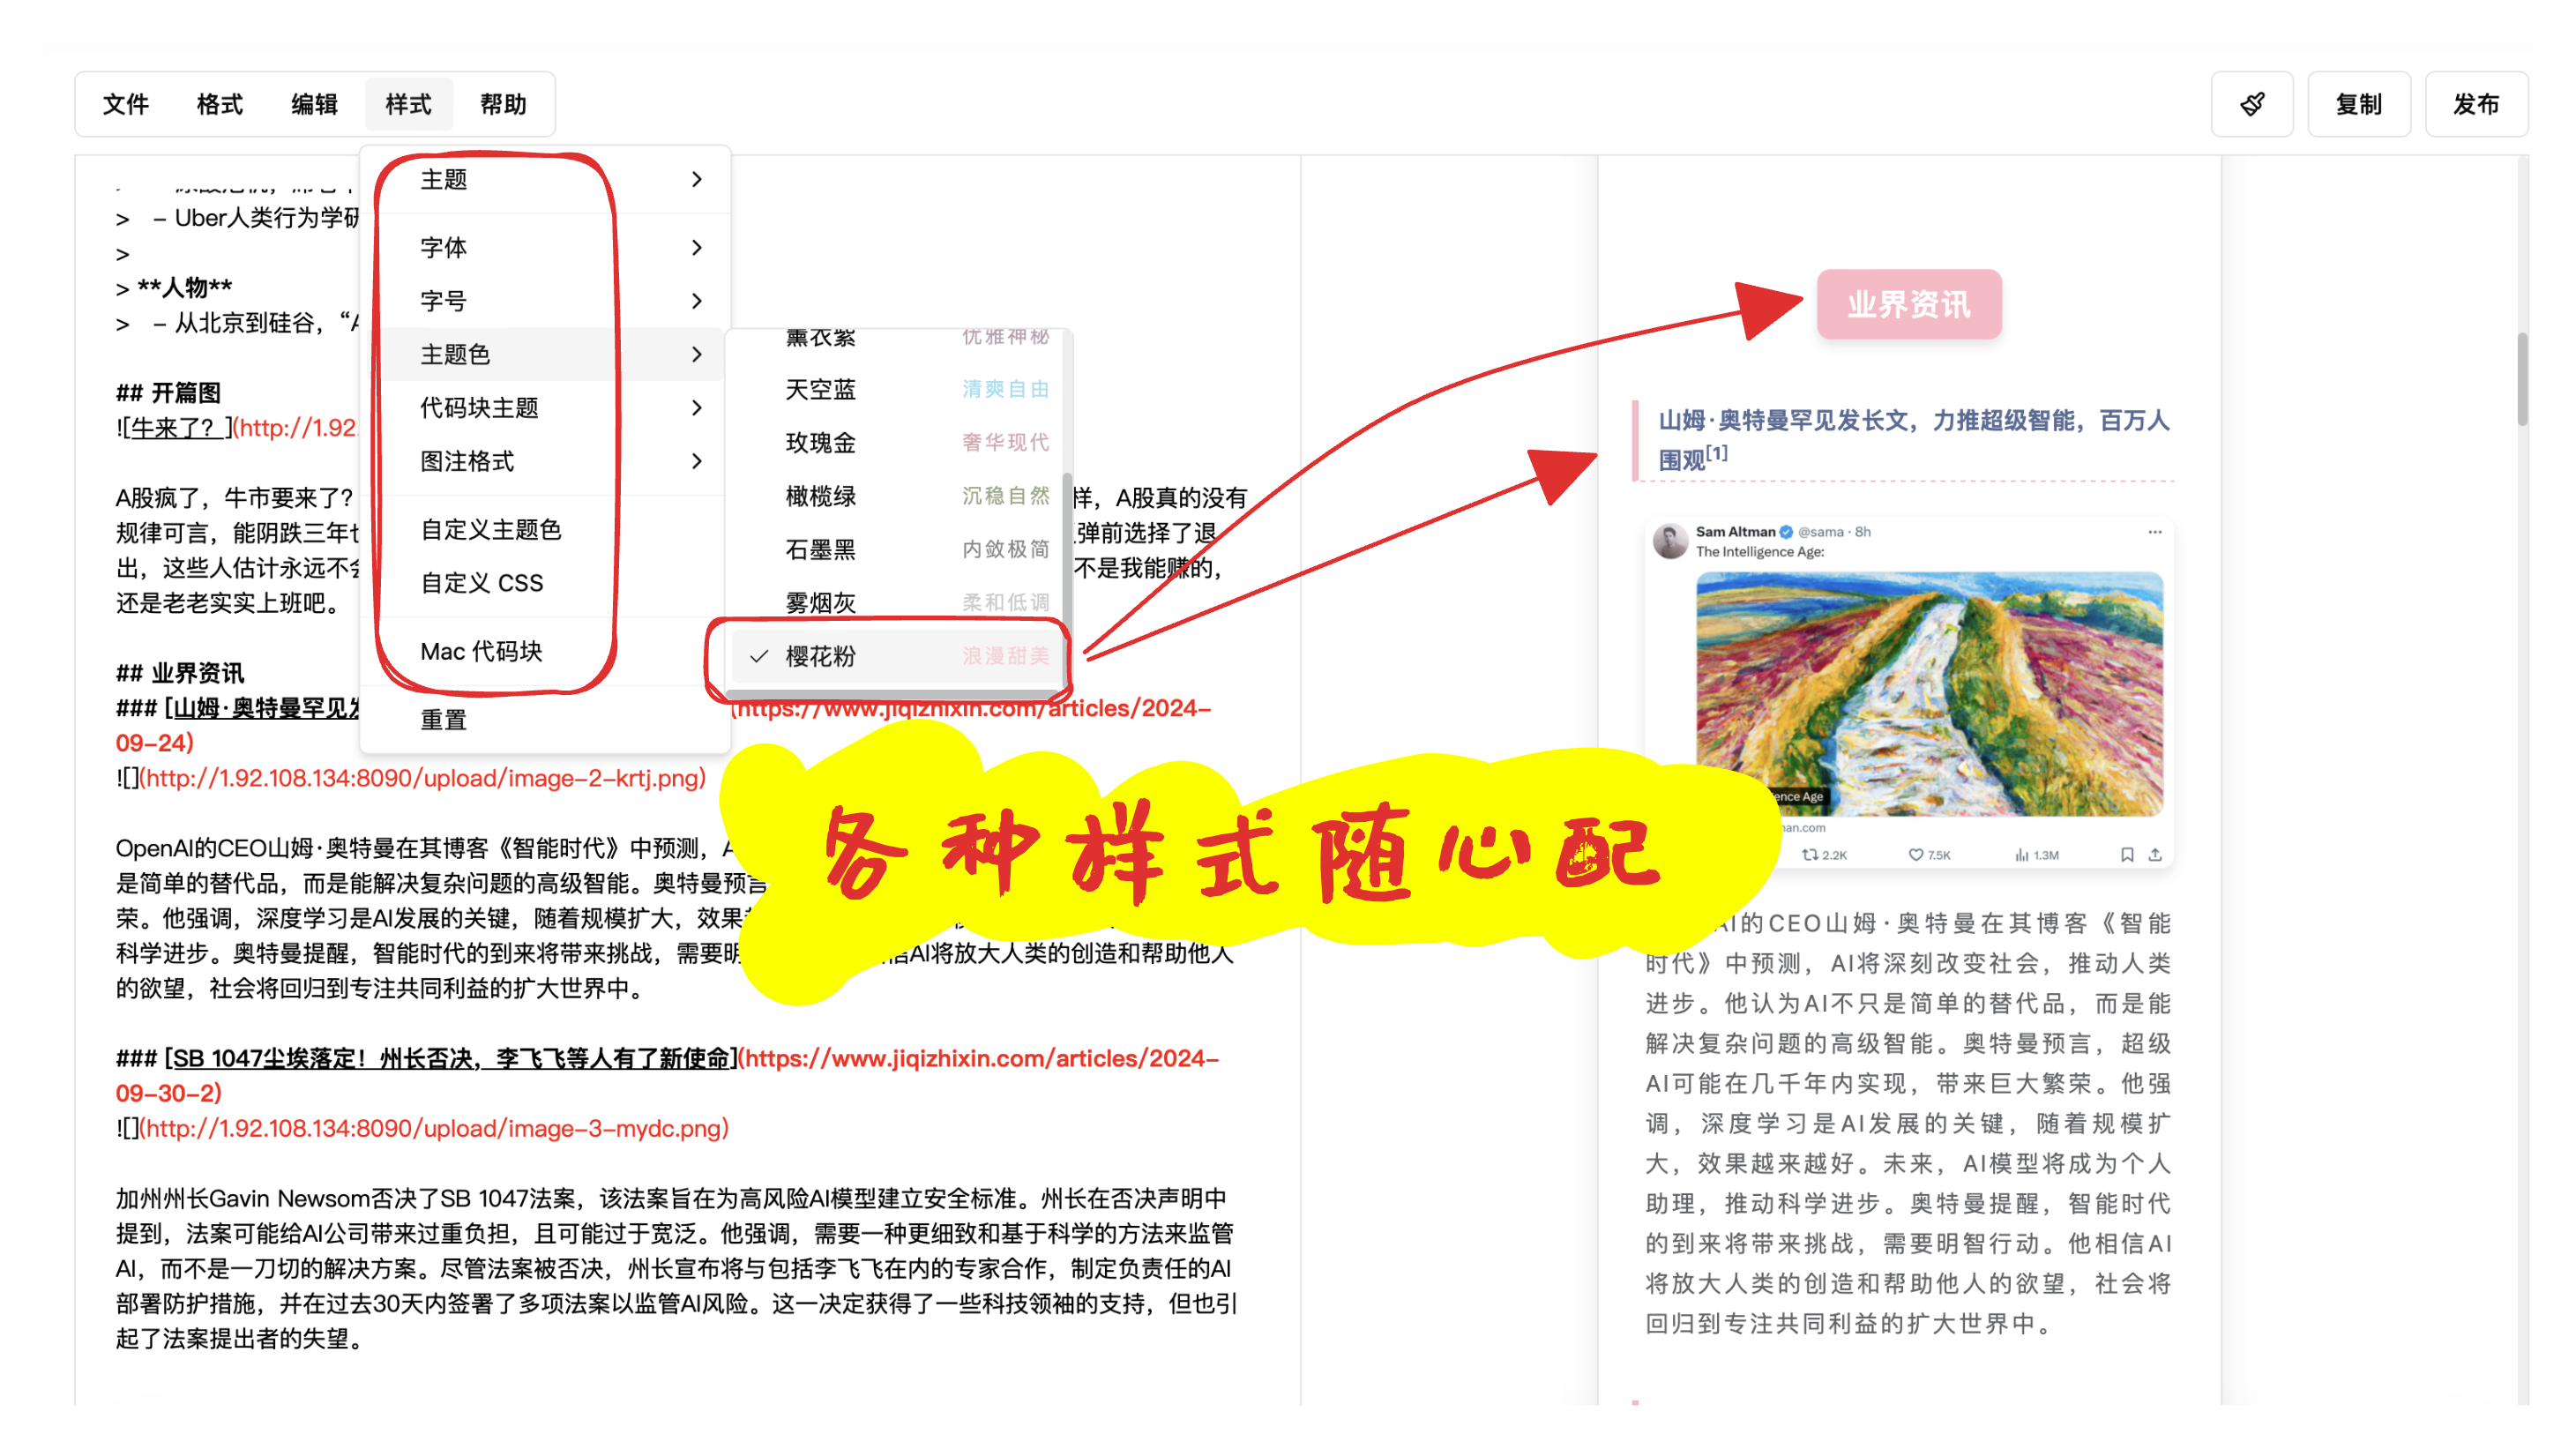 文件 格式 编辑 样式 帮助
复制 发布
> - Uber人类行为学研
>
> **人物**
> - 从北京到硅谷，“A
## 开篇图
![牛来了？](http://1.92.
A股疯了，牛市要来了？
样，A股真的没有
规律可言，能阴跌三年也
弹前选择了退
出，这些人估计永远不会
不是我能赚的，
还是老老实实上班吧。
## 业界资讯
### [山姆·奥特曼罕见发
(https://www.jiqizhixin.com/articles/2024-
09-24)
![](http://1.92.108.134:8090/upload/image-2-krtj.png)
OpenAI的CEO山姆·奥特曼在其博客《智能时代》中预测，A
是简单的替代品，而是能解决复杂问题的高级智能。奥特曼预言
荣。他强调，深度学习是AI发展的关键，随着规模扩大，效果
科学进步。奥特曼提醒，智能时代的到来将带来挑战，需要明
信AI将放大人类的创造和帮助他人
的欲望，社会将回归到专注共同利益的扩大世界中。
### [SB 1047尘埃落定！州长否决，李飞飞等人有了新使命](https://www.jiqizhixin.com/articles/2024-
09-30-2)
![](http://1.92.108.134:8090/upload/image-3-mydc.png)
加州州长Gavin Newsom否决了SB 1047法案，该法案旨在为高风险AI模型建立安全标准。州长在否决声明中
提到，法案可能给AI公司带来过重负担，且可能过于宽泛。他强调，需要一种更细致和基于科学的方法来监管
AI，而不是一刀切的解决方案。尽管法案被否决，州长宣布将与包括李飞飞在内的专家合作，制定负责任的AI
部署防护措施，并在过去30天内签署了多项法案以监管AI风险。这一决定获得了一些科技领袖的支持，但也引
起了法案提出者的失望。
主题
字体
字号
主题色
代码块主题
图注格式
自定义主题色
自定义 CSS
Mac 代码块
重置
薰衣紫 优雅神秘
天空蓝 清爽自由
玫瑰金 奢华现代
橄榄绿 沉稳自然
石墨黑 内敛极简
雾烟灰 柔和低调
樱花粉 浪漫甜美
各种样式随心配
业界资讯
山姆·奥特曼罕见发长文，力推超级智能，百万人
围观[1]
Sam Altman @sama · 8h
The Intelligence Age:
ence Age
an.com
2.2K 7.5K 1.3M
AI的CEO山姆·奥特曼在其博客《智能
时代》中预测，AI将深刻改变社会，推动人类
进步。他认为AI不只是简单的替代品，而是能
解决复杂问题的高级智能。奥特曼预言，超级
AI可能在几千年内实现，带来巨大繁荣。他强
调，深度学习是AI发展的关键，随着规模扩
大，效果越来越好。未来，AI模型将成为个人
助理，推动科学进步。奥特曼提醒，智能时代
的到来将带来挑战，需要明智行动。他相信AI
将放大人类的创造和帮助他人的欲望，社会将
回归到专注共同利益的扩大世界中。